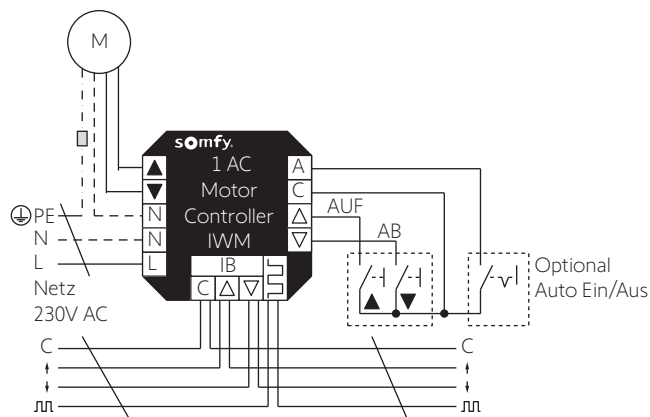 M
somfy.
1 AC
Motor
Controller
IWM
N
N
L
A
C
IB
C
AUF
AB
PE
N
L
Netz
230V AC
Optional
Auto Ein/Aus
C
C